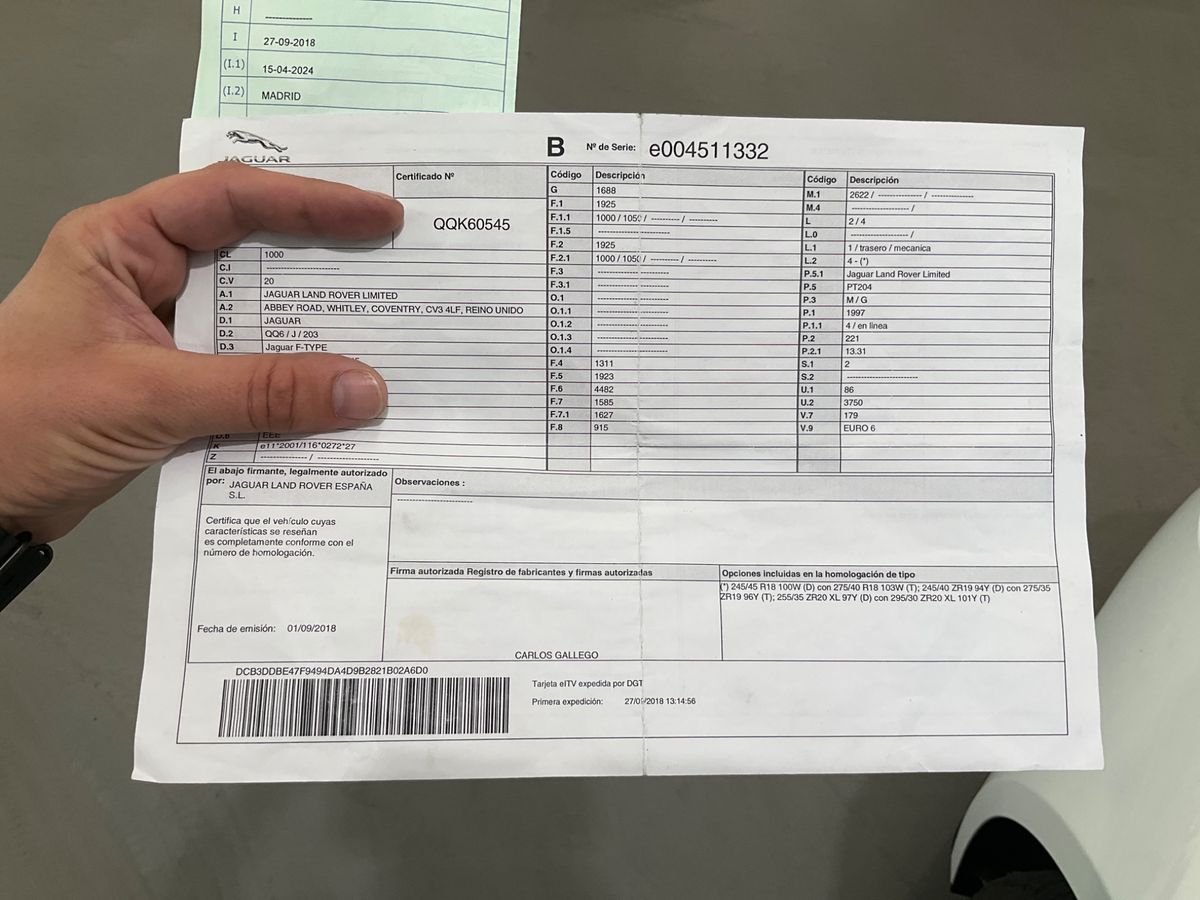 H --------------
I 27-09-2018
(I.1) 15-04-2024
(I.2) MADRID
JAGUAR
B Nº de Serie: e004511332
Certificado Nº
QQK60545
CL 1000
C.I ------------------------
C.V 20
A.1 JAGUAR LAND ROVER LIMITED
A.2 ABBEY ROAD, WHITLEY, COVENTRY, CV3 4LF, REINO UNIDO
D.1 JAGUAR
D.2 QQ6 / J / 203
D.3 Jaguar F-TYPE
EEE
K e11*2001/116*0272*27
Z --------------- / --------------------
Código Descripción
G 1688
F.1 1925
F.1.1 1000 / 1050 / --------- / ---------
F.1.5 -----------------------
F.2 1925
F.2.1 1000 / 1050 / --------- / ---------
F.3 -----------------------
F.3.1 -----------------------
O.1 -----------------------
O.1.1 -----------------------
O.1.2 -----------------------
O.1.3 -----------------------
O.1.4 -----------------------
F.4 1311
F.5 1923
F.6 4482
F.7 1585
F.7.1 1627
F.8 915
Código Descripción
M.1 2622 / -------------- / --------------
M.4 ------------------- /
L 2 / 4
L.0 ------------------- /
L.1 1 / trasero / mecanica
L.2 4 - (*)
P.5.1 Jaguar Land Rover Limited
P.5 PT204
P.3 M / G
P.1 1997
P.1.1 4 / en linea
P.2 221
P.2.1 13.31
S.1 2
S.2 -----------------------
U.1 86
U.2 3750
V.7 179
V.9 EURO 6
El abajo firmante, legalmente autorizado
por: JAGUAR LAND ROVER ESPAÑA
S.L.
Certifica que el vehículo cuyas
características se reseñan
es completamente conforme con el
número de homologación.
Fecha de emisión: 01/09/2018
Observaciones :
------------------------
Firma autorizada Registro de fabricantes y firmas autorizadas
CARLOS GALLEGO
Opciones incluidas en la homologación de tipo
(*) 245/45 R18 100W (D) con 275/40 R18 103W (T); 245/40 ZR19 94Y (D) con 275/35
ZR19 96Y (T); 255/35 ZR20 XL 97Y (D) con 295/30 ZR20 XL 101Y (T)
DCB3DDBE47F9494DA4D9B2821B02A6D0
Tarjeta eITV expedida por DGT
Primera expedición: 27/09/2018 13:14:56